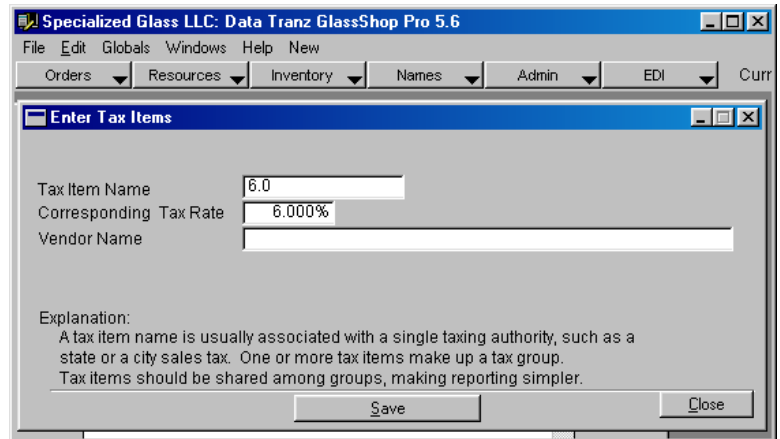 Specialized Glass LLC: Data Tranz GlassShop Pro 5.6
File Edit Globals Windows Help New
Orders Resources Inventory Names Admin EDI Curr
Enter Tax Items
Tax Item Name 6.0
Corresponding Tax Rate 6.000%
Vendor Name
Explanation:
A tax item name is usually associated with a single taxing authority, such as a
state or a city sales tax. One or more tax items make up a tax group.
Tax items should be shared among groups, making reporting simpler.
Save Close